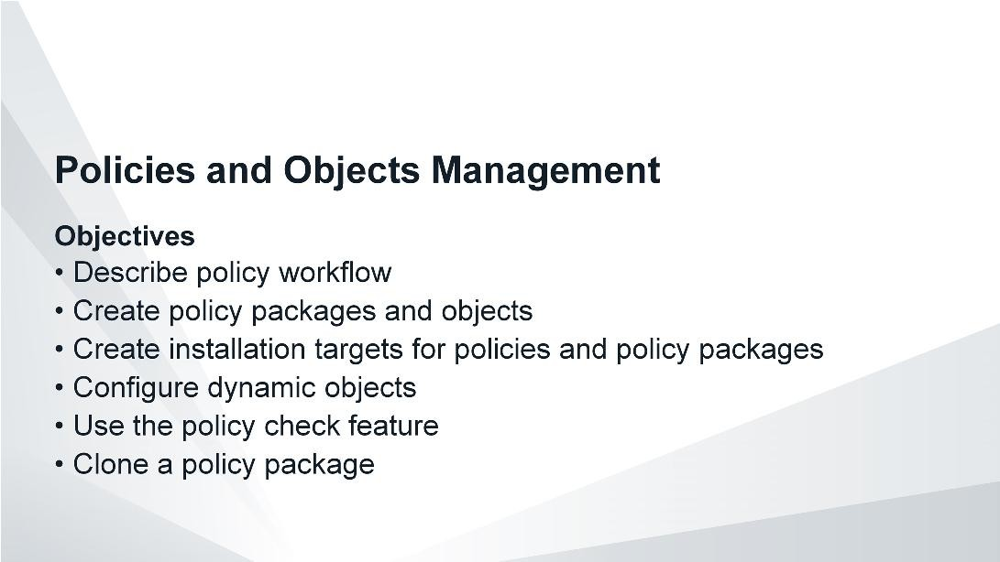 Policies and Objects Management
Objectives
• Describe policy workflow
• Create policy packages and objects
• Create installation targets for policies and policy packages
• Configure dynamic objects
• Use the policy check feature
• Clone a policy package